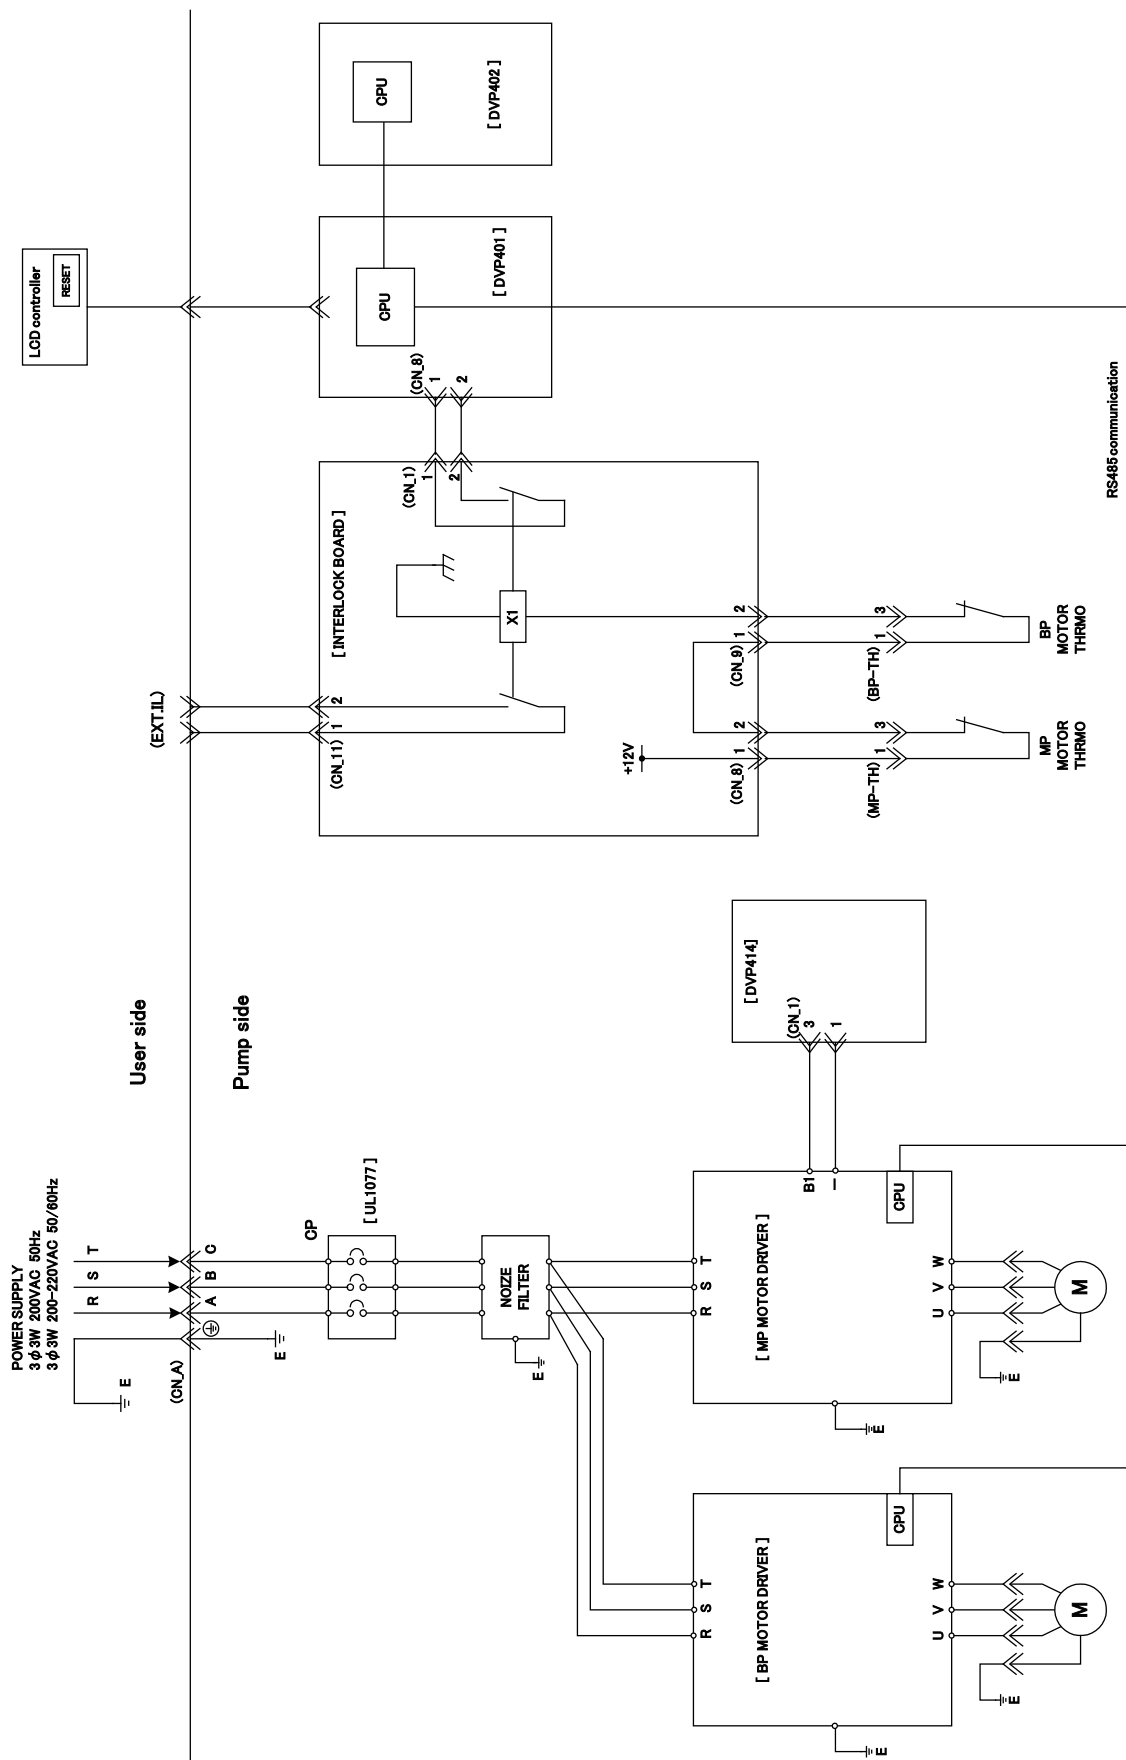 POWER SUPPLY
3φ3W 200VAC 50Hz
3φ3W 200-220VAC 50/60Hz
R
S
T
E
(CN_A)
A
B
C
E
User side
Pump side
CP
[ UL1077 ]
NOIZE
FILTER
E
[ MP MOTOR DRIVER ]
R
S
T
B1
—
CPU
U
V
W
M
E
E
[ BP MOTOR DRIVER ]
R
S
T
CPU
U
V
W
M
E
E
[ DVP414]
(CN_1)
3
1
(EXT.IL)
(CN_11)
1
2
[ INTERLOCK BOARD ]
X1
+12V
(CN_1)
1
2
(CN_8)
1
2
(CN_9)
1
2
(MP-TH)
1
3
(BP-TH)
1
3
MP
MOTOR
THRMO
BP
MOTOR
THRMO
LCD controller
RESET
(CN_8)
1
2
CPU
[ DVP401 ]
CPU
[ DVP402 ]
RS485 communication